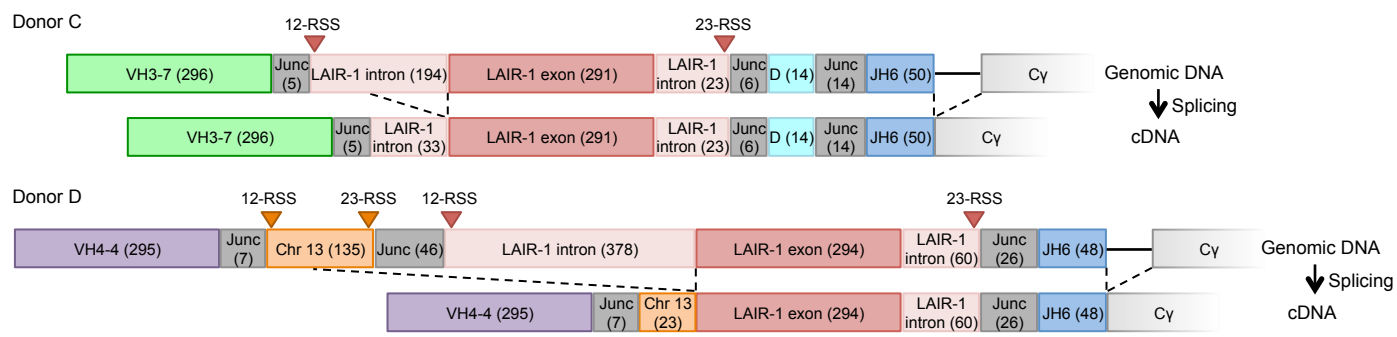 Donor C
12-RSS 23-RSS
VH3-7 (296) Junc (5) LAIR-1 intron (194) LAIR-1 exon (291) LAIR-1 intron (23) Junc (6) D (14) Junc (14) JH6 (50) Cγ Genomic DNA
Splicing
VH3-7 (296) Junc (5) LAIR-1 intron (33) LAIR-1 exon (291) LAIR-1 intron (23) Junc (6) D (14) Junc (14) JH6 (50) Cγ cDNA
Donor D
12-RSS 23-RSS 12-RSS 23-RSS
VH4-4 (295) Junc (7) Chr 13 (135) Junc (46) LAIR-1 intron (378) LAIR-1 exon (294) LAIR-1 intron (60) Junc (26) JH6 (48) Cγ Genomic DNA
Splicing
VH4-4 (295) Junc (7) Chr 13 (23) LAIR-1 exon (294) LAIR-1 intron (60) Junc (26) JH6 (48) Cγ cDNA